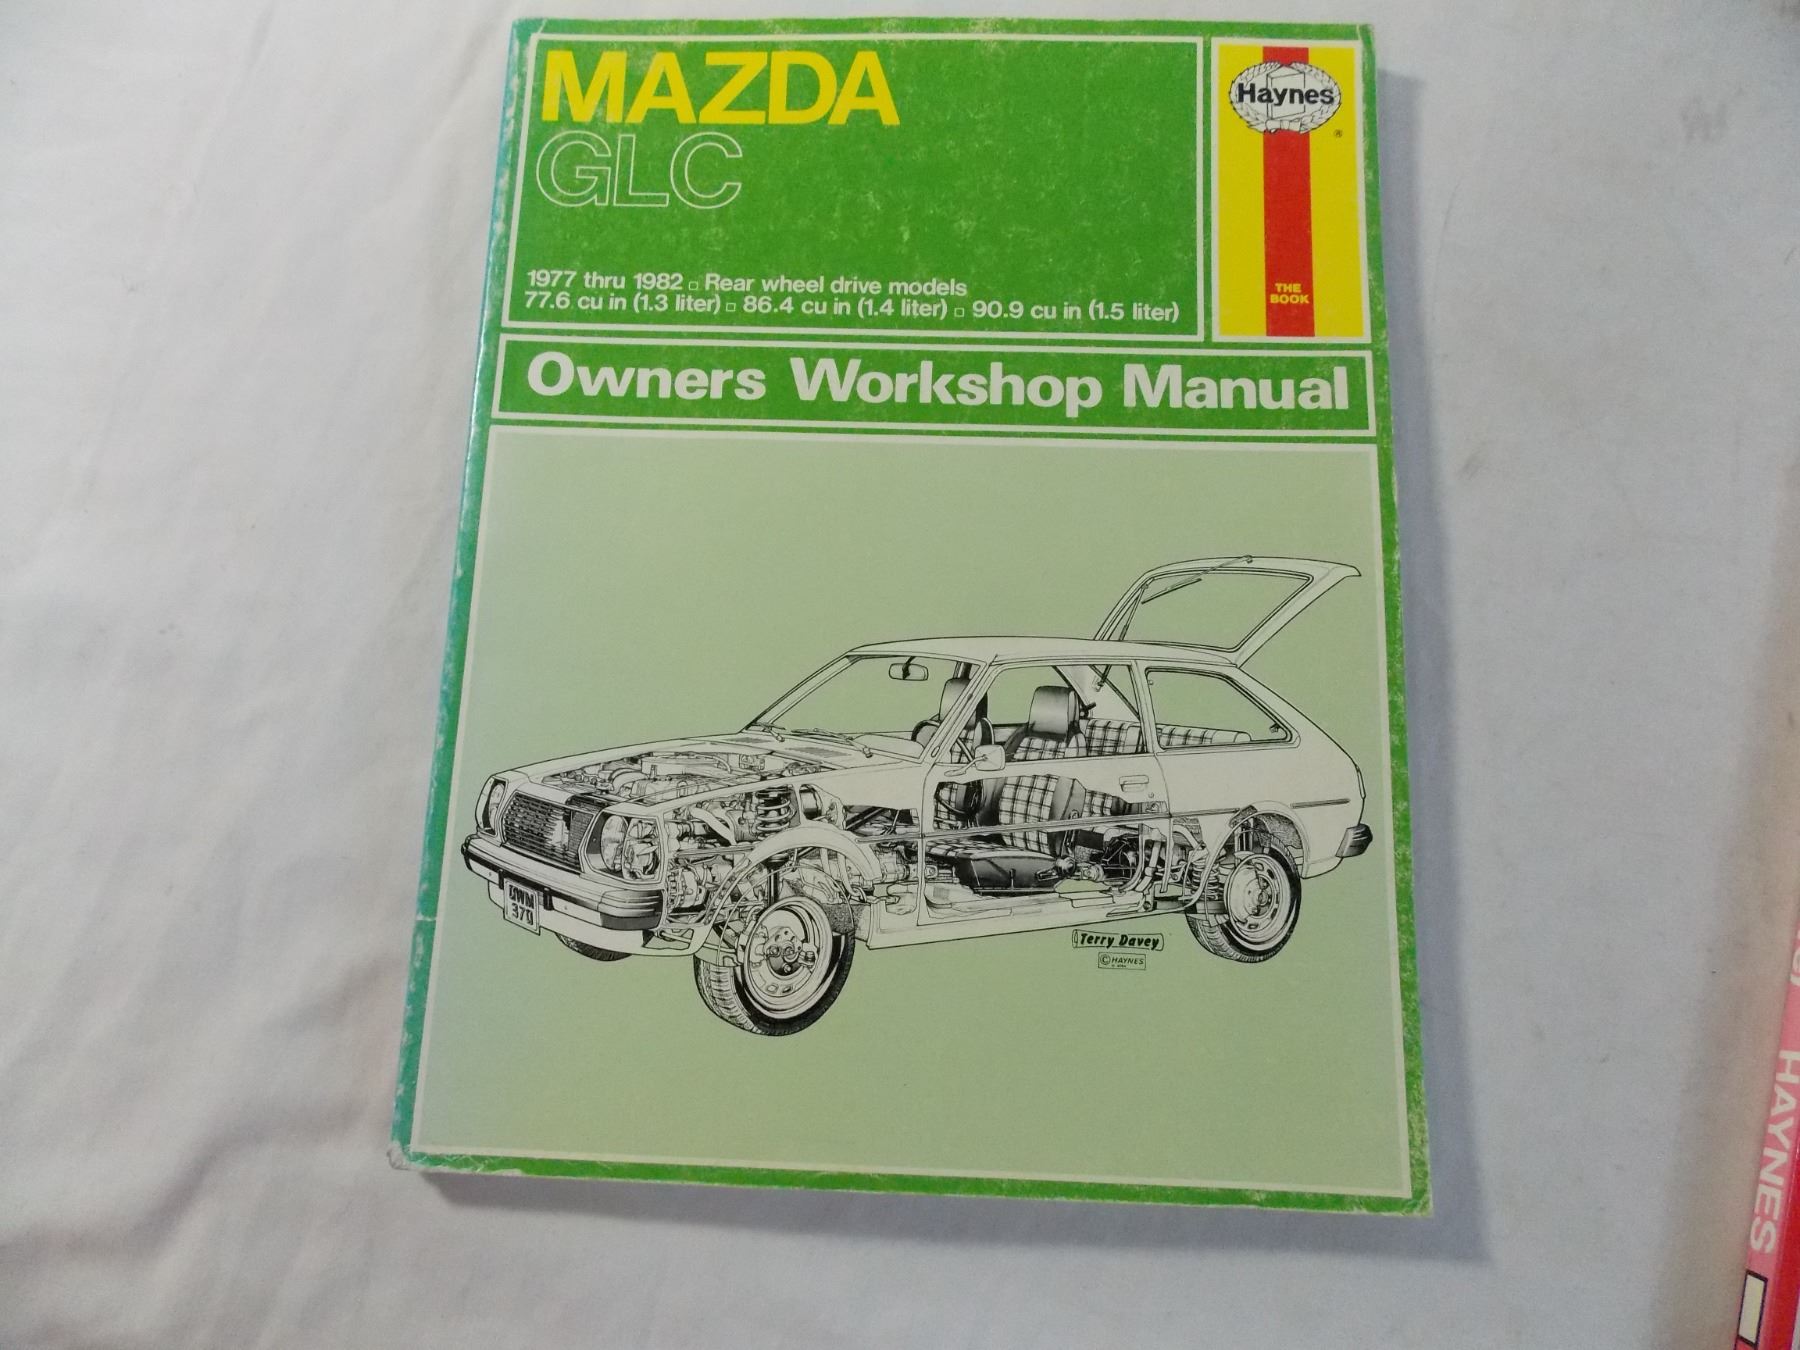 MAZDA
GLC
Haynes
®
THE
BOOK
1977 thru 1982 □ Rear wheel drive models
77.6 cu in (1.3 liter) □ 86.4 cu in (1.4 liter) □ 90.9 cu in (1.5 liter)
Owners Workshop Manual
Terry Davey
© HAYNES
HAYNES